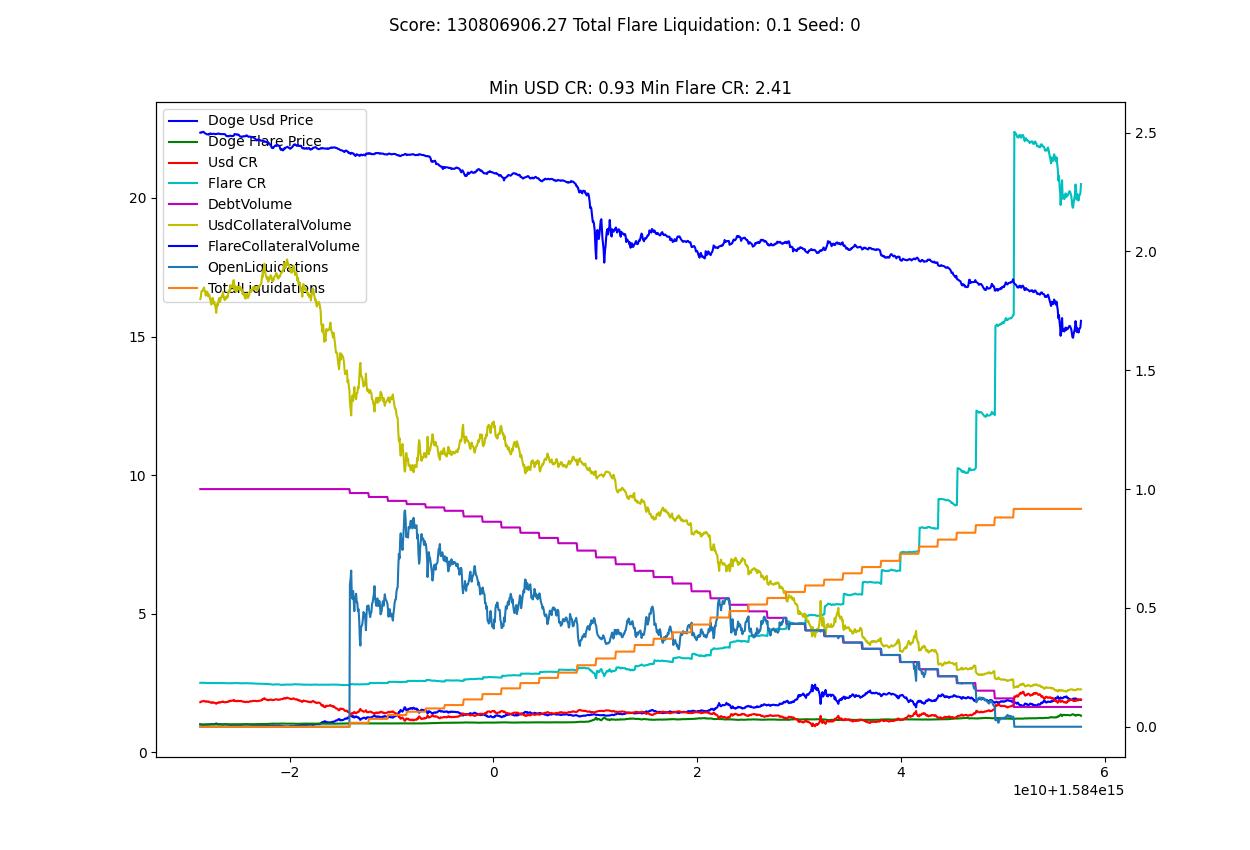 Score: 130806906.27 Total Flare Liquidation: 0.1 Seed: 0
Min USD CR: 0.93 Min Flare CR: 2.41
Doge Usd Price
Doge Flare Price
Usd CR
Flare CR
DebtVolume
UsdCollateralVolume
FlareCollateralVolume
OpenLiquidations
TotalLiquidations
20
15
10
5
0
2.5
2.0
1.5
1.0
0.5
0.0
−2
0
2
4
6
1e10+1.584e15